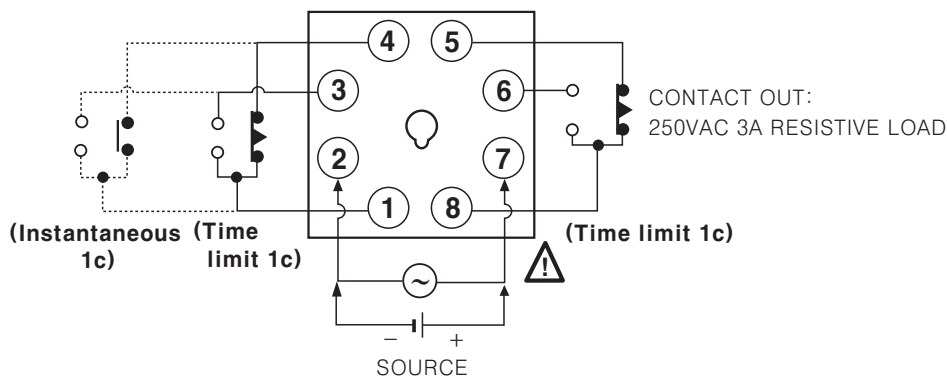 4 5
3 6
2 7
1 8
CONTACT OUT:
250VAC 3A RESISTIVE LOAD
(Instantaneous
1c)
(Time
limit 1c)
(Time limit 1c)
!
~
− +
SOURCE